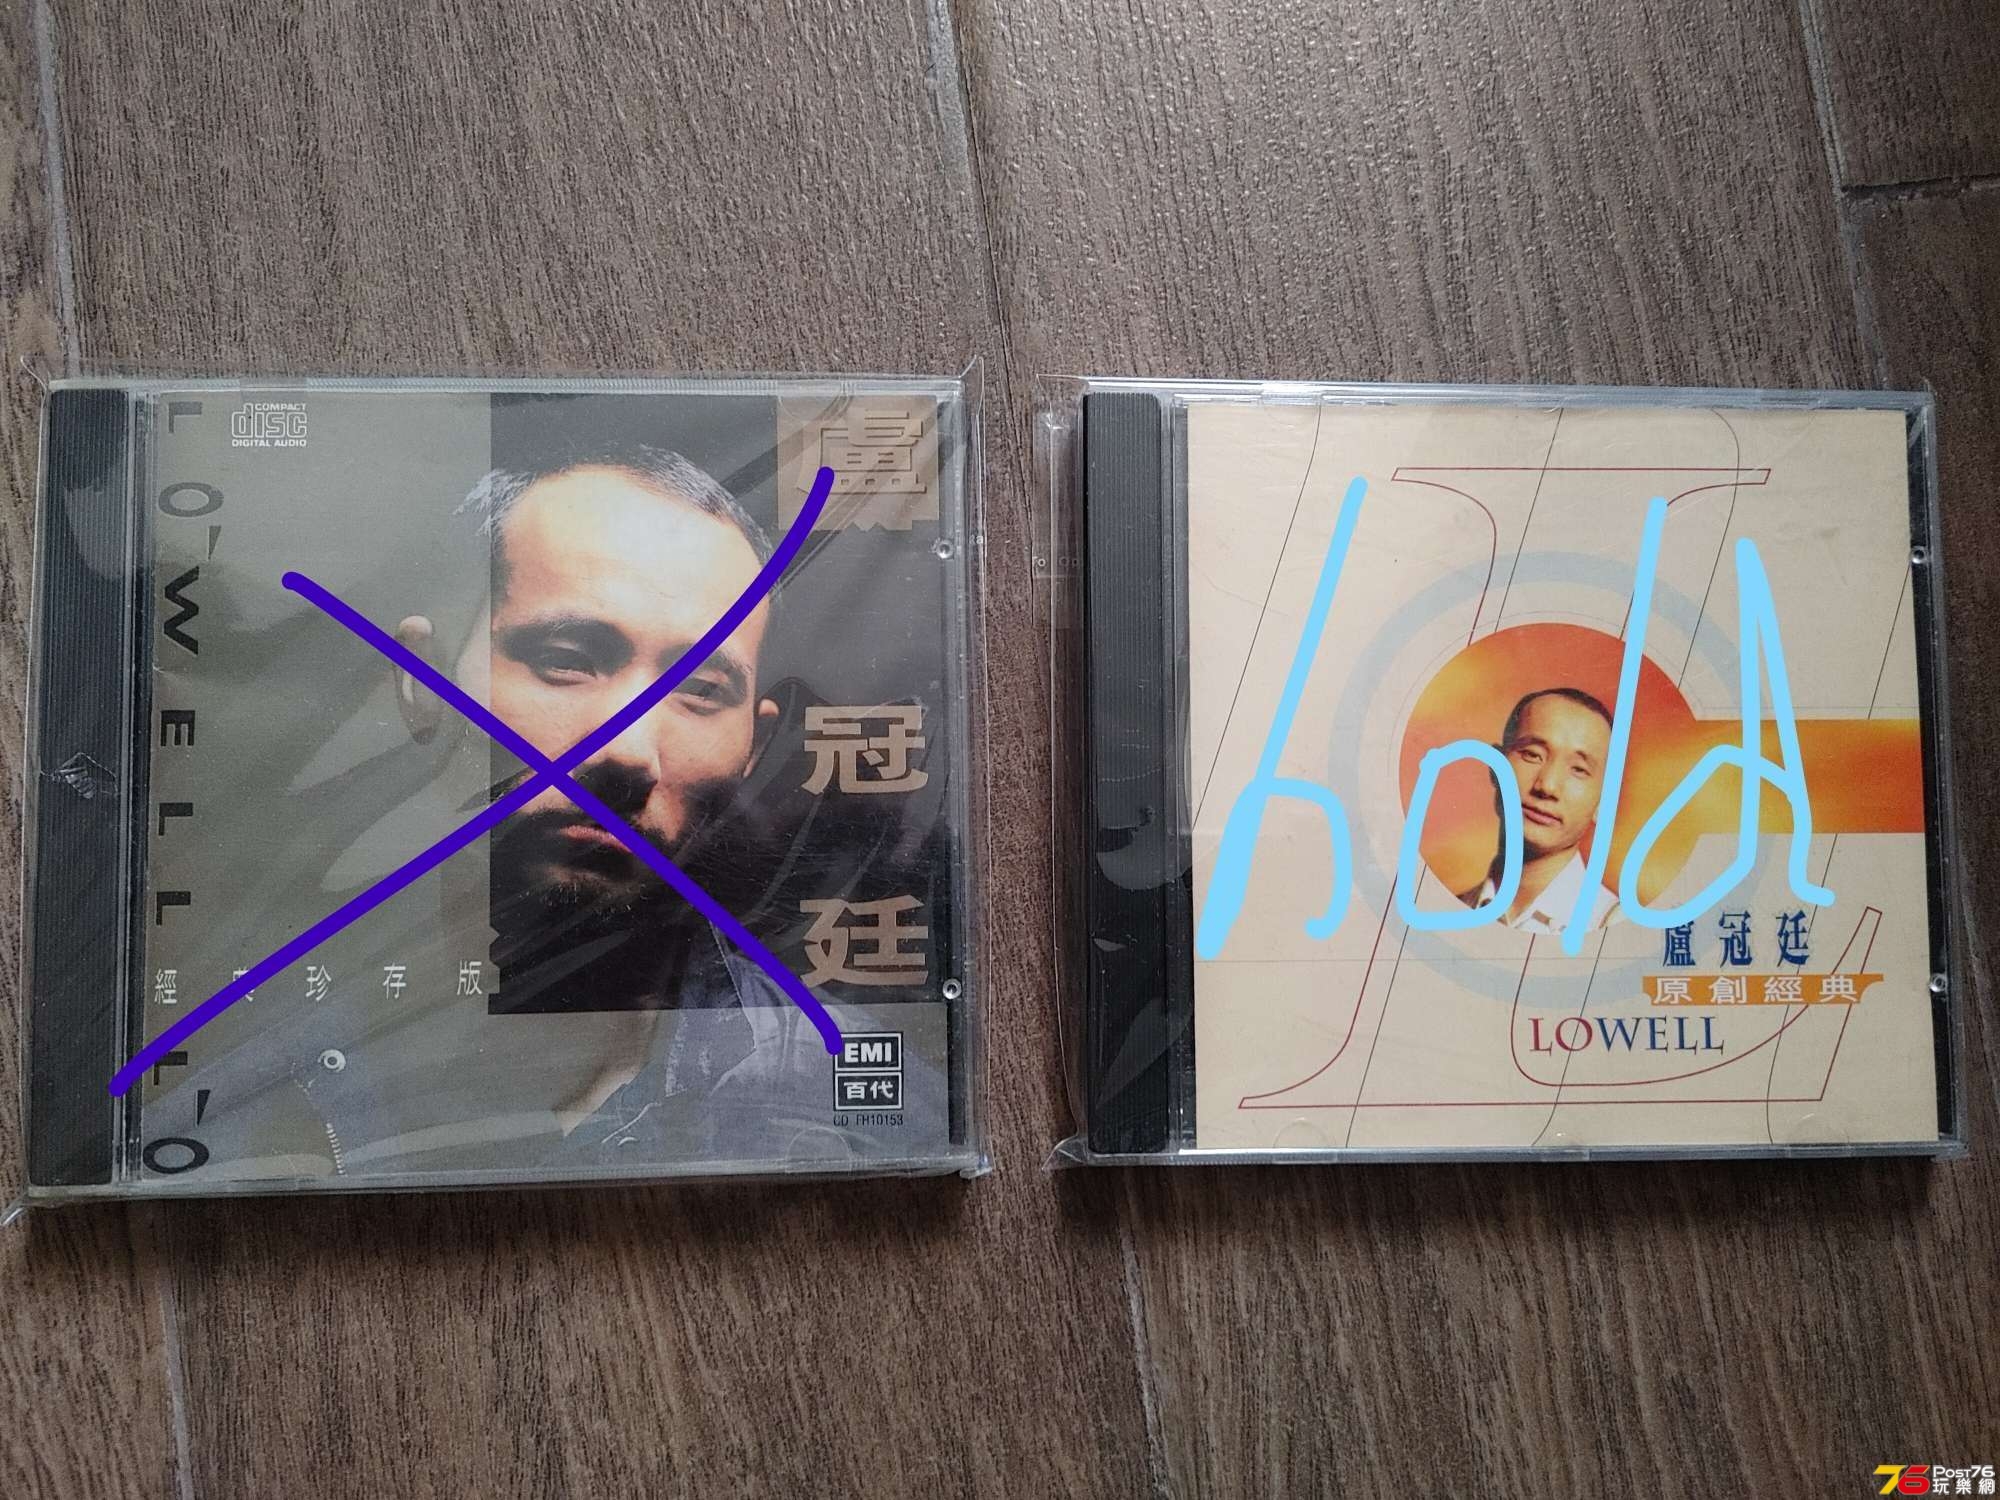 COMPACT
disc
DIGITAL AUDIO
LO'WELL LO'
盧冠廷
經典珍存版
EMI
百代
CD FH10153
hold
盧冠廷
原創經典
LOWELL
POST76
玩樂網